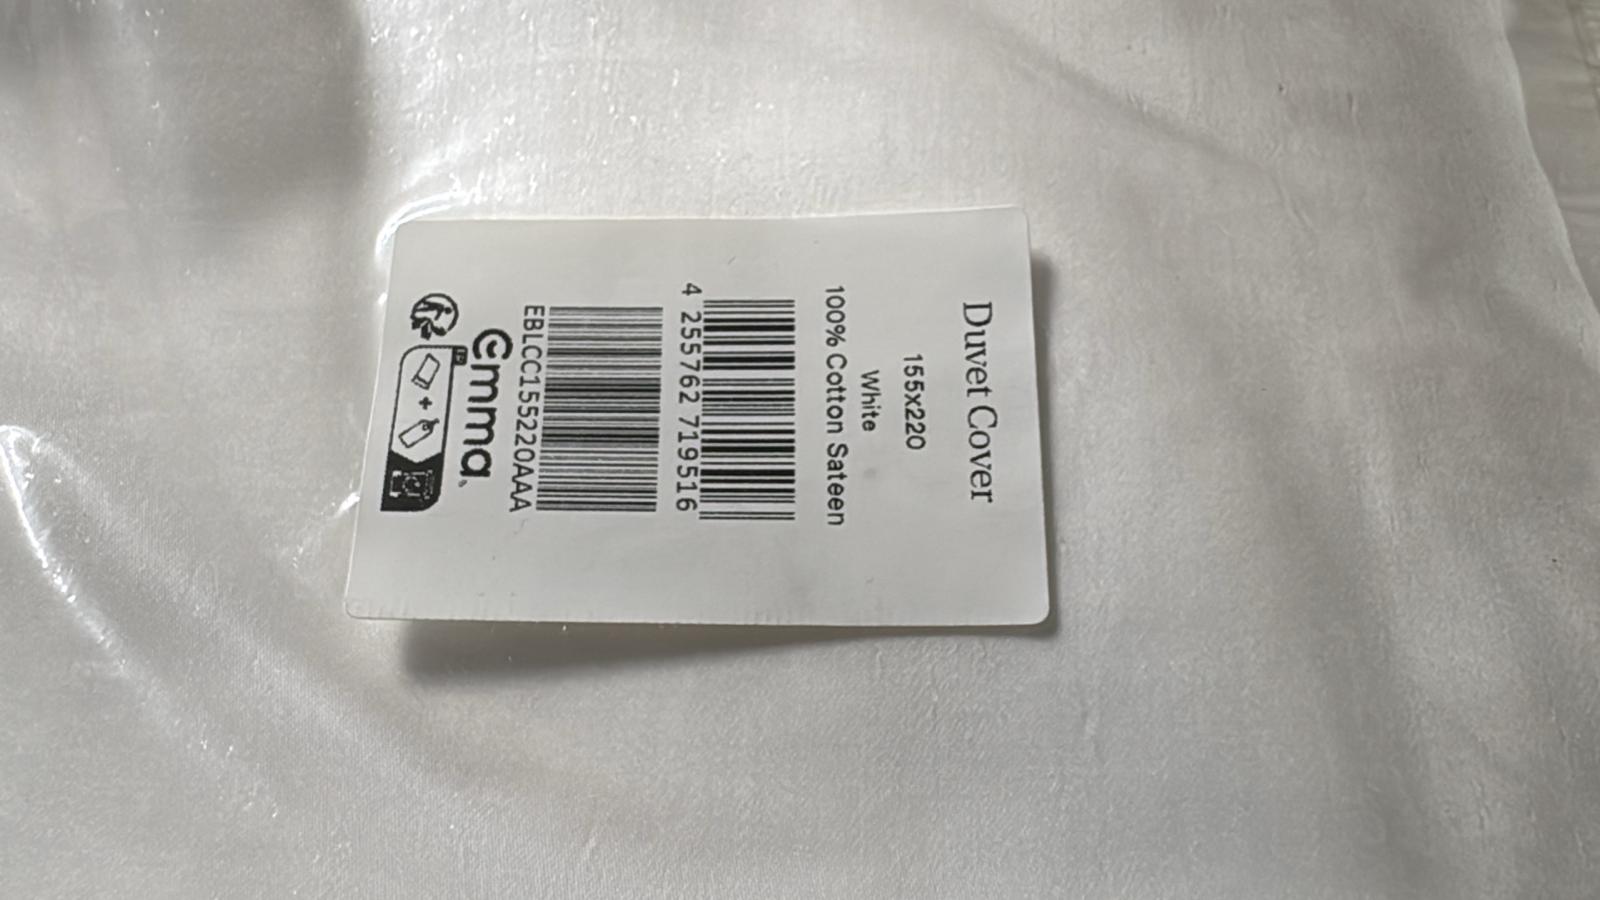 Duvet Cover
155x220
White
100% Cotton Sateen
4 255762 719516
EBLCC155220AAA
emma